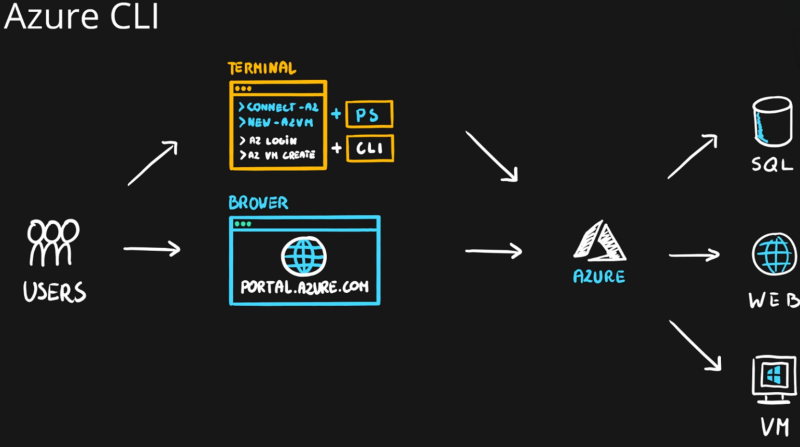 Azure CLI
TERMINAL
>CONNECT-AZ
>NEW-AZVM
+ PS
>AZ LOGIN
>AZ VM CREATE
+ CLI
BROWER
PORTAL.AZURE.COM
USERS
AZURE
SQL
WEB
VM